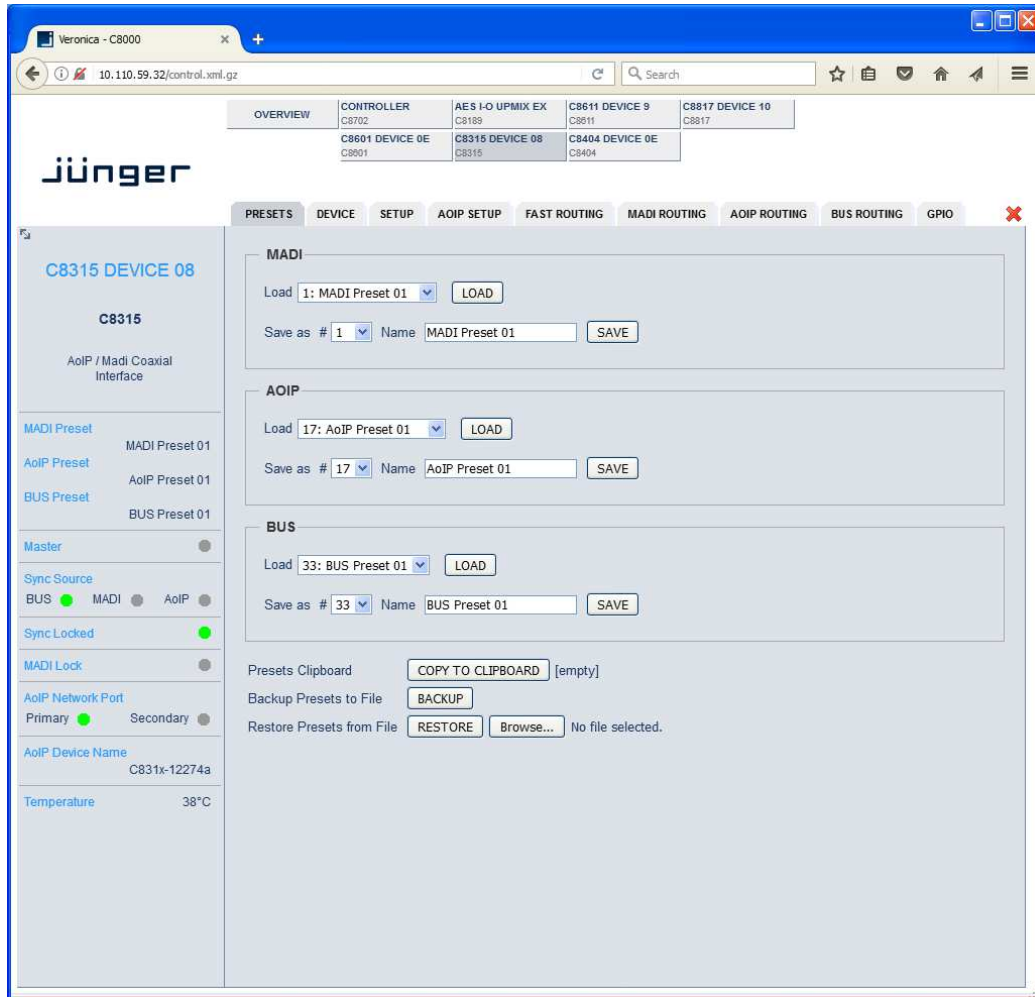 Veronica - C8000
10.110.59.32/control.xml.gz
Search
OVERVIEW
CONTROLLER
C8702
AES I-O UPMIX EX
C8189
C8611 DEVICE 9
C8611
C8817 DEVICE 10
C8817
C8601 DEVICE 0E
C8601
C8315 DEVICE 08
C8315
C8404 DEVICE 0E
C8404
jünger
PRESETS DEVICE SETUP AOIP SETUP FAST ROUTING MADI ROUTING AOIP ROUTING BUS ROUTING GPIO
C8315 DEVICE 08
C8315
AoIP / Madi Coaxial
Interface
MADI Preset
MADI Preset 01
AoIP Preset
AoIP Preset 01
BUS Preset
BUS Preset 01
Master
Sync Source
BUS MADI AoIP
Sync Locked
MADI Lock
AoIP Network Port
Primary Secondary
AoIP Device Name
C831x-12274a
Temperature 38°C
MADI
Load 1: MADI Preset 01 LOAD
Save as # 1 Name MADI Preset 01 SAVE
AOIP
Load 17: AoIP Preset 01 LOAD
Save as # 17 Name AoIP Preset 01 SAVE
BUS
Load 33: BUS Preset 01 LOAD
Save as # 33 Name BUS Preset 01 SAVE
Presets Clipboard COPY TO CLIPBOARD [empty]
Backup Presets to File BACKUP
Restore Presets from File RESTORE Browse... No file selected.